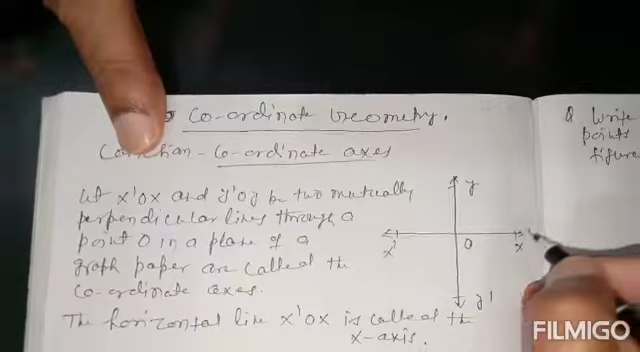 Co-ordinate Geometry.
Cartesian - Co-ordinate axes
Let x'ox and y'oy be two mutually
perpendicular lines through a
point O in a plane of a
graph paper are called the
co-ordinate axes.
The horizontal line x'ox is called the
x-axis.
y
x'
O
x
y'
Q Write
points
figure
FILMIGO